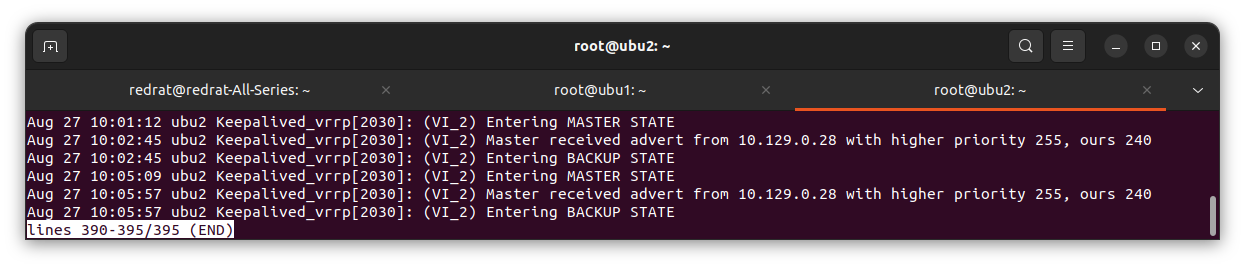 root@ubu2: ~
redrat@redrat-All-Series: ~
root@ubu1: ~
root@ubu2: ~
Aug 27 10:01:12 ubu2 Keepalived_vrrp[2030]: (VI_2) Entering MASTER STATE
Aug 27 10:02:45 ubu2 Keepalived_vrrp[2030]: (VI_2) Master received advert from 10.129.0.28 with higher priority 255, ours 240
Aug 27 10:02:45 ubu2 Keepalived_vrrp[2030]: (VI_2) Entering BACKUP STATE
Aug 27 10:05:09 ubu2 Keepalived_vrrp[2030]: (VI_2) Entering MASTER STATE
Aug 27 10:05:57 ubu2 Keepalived_vrrp[2030]: (VI_2) Master received advert from 10.129.0.28 with higher priority 255, ours 240
Aug 27 10:05:57 ubu2 Keepalived_vrrp[2030]: (VI_2) Entering BACKUP STATE
lines 390-395/395 (END)